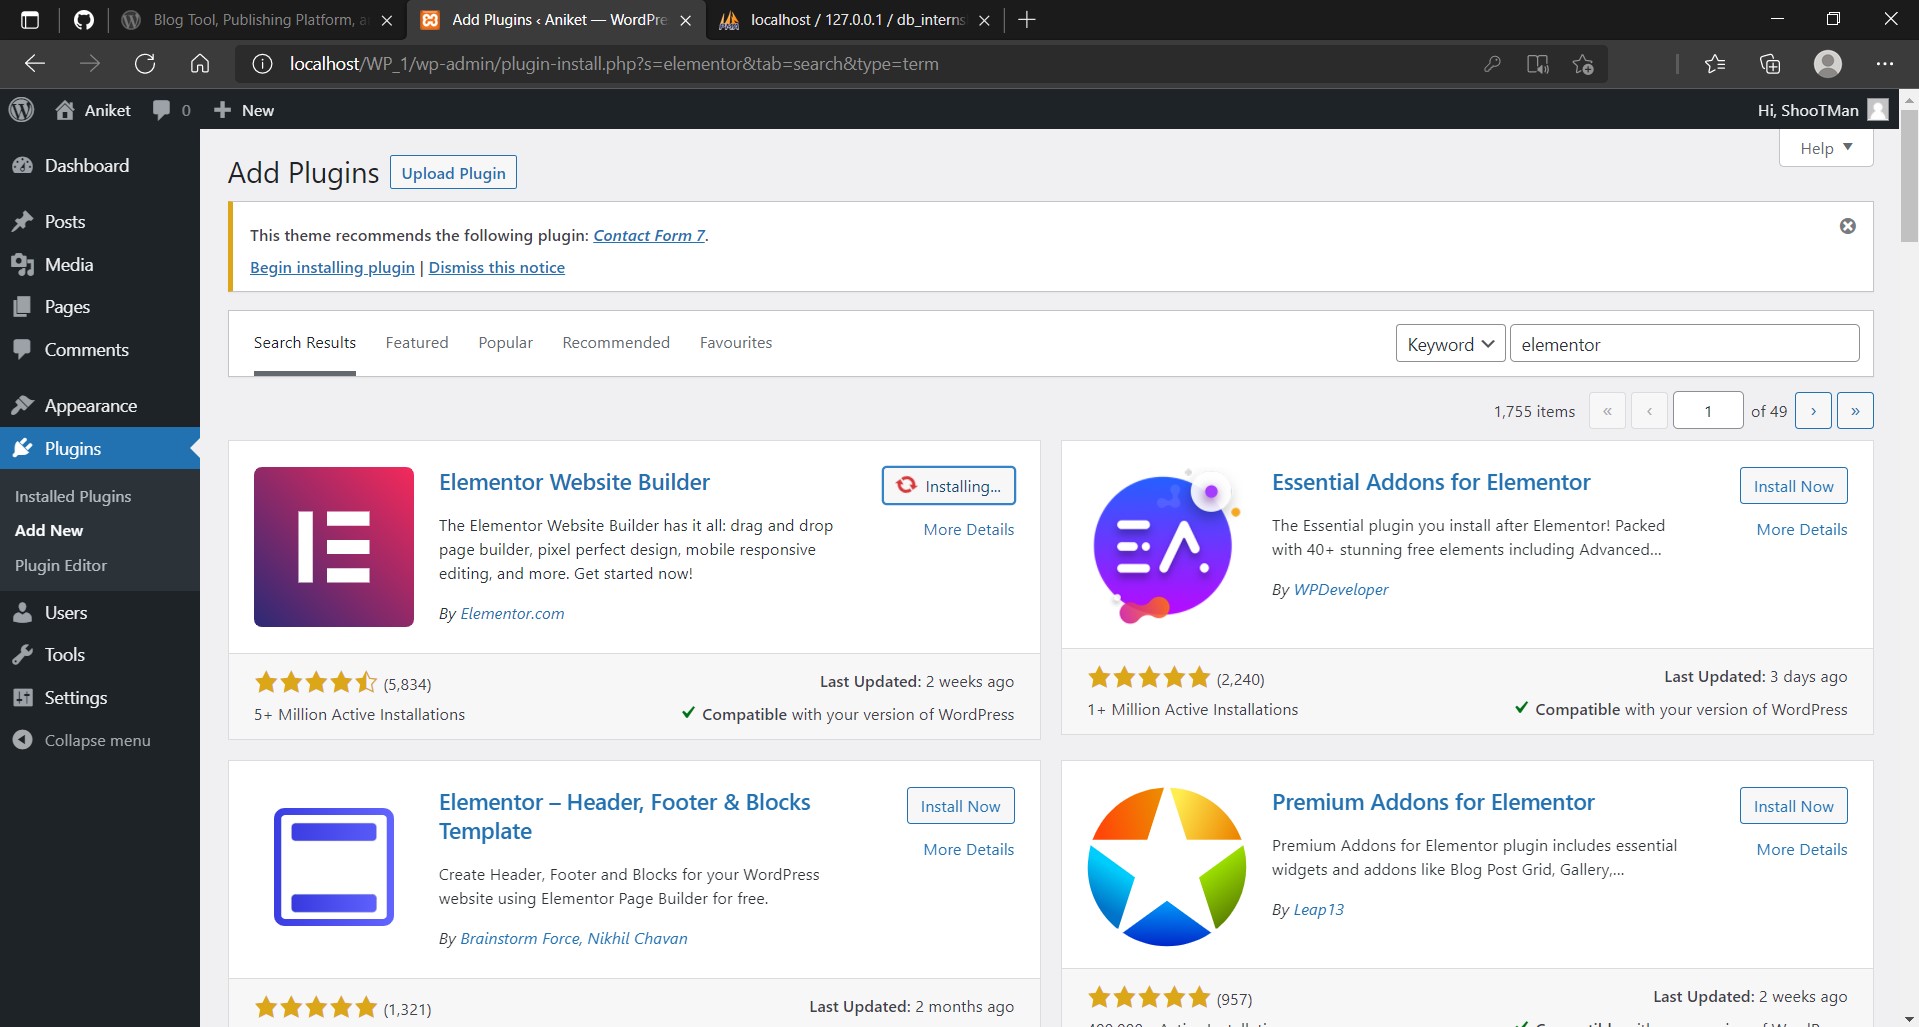 Blog Tool, Publishing Platform, a
Add Plugins ‹ Aniket — WordPre
localhost / 127.0.0.1 / db_interns
localhost/WP_1/wp-admin/plugin-install.php?s=elementor&tab=search&type=term
Aniket
0
New
Hi, ShooTMan
Dashboard
Posts
Media
Pages
Comments
Appearance
Plugins
Installed Plugins
Add New
Plugin Editor
Users
Tools
Settings
Collapse menu
Help
Add Plugins
Upload Plugin
This theme recommends the following plugin: Contact Form 7.
Begin installing plugin | Dismiss this notice
Search Results Featured Popular Recommended Favourites
Keyword
elementor
1,755 items « ‹ 1 of 49 › »
Elementor Website Builder
Installing...
More Details
The Elementor Website Builder has it all: drag and drop
page builder, pixel perfect design, mobile responsive
editing, and more. Get started now!
By Elementor.com
(5,834)
Last Updated: 2 weeks ago
5+ Million Active Installations
Compatible with your version of WordPress
Essential Addons for Elementor
Install Now
More Details
The Essential plugin you install after Elementor! Packed
with 40+ stunning free elements including Advanced...
By WPDeveloper
(2,240)
Last Updated: 3 days ago
1+ Million Active Installations
Compatible with your version of WordPress
Elementor – Header, Footer & Blocks
Template
Install Now
More Details
Create Header, Footer and Blocks for your WordPress
website using Elementor Page Builder for free.
By Brainstorm Force, Nikhil Chavan
(1,321)
Last Updated: 2 months ago
Premium Addons for Elementor
Install Now
More Details
Premium Addons for Elementor plugin includes essential
widgets and addons like Blog Post Grid, Gallery,...
By Leap13
(957)
Last Updated: 2 weeks ago